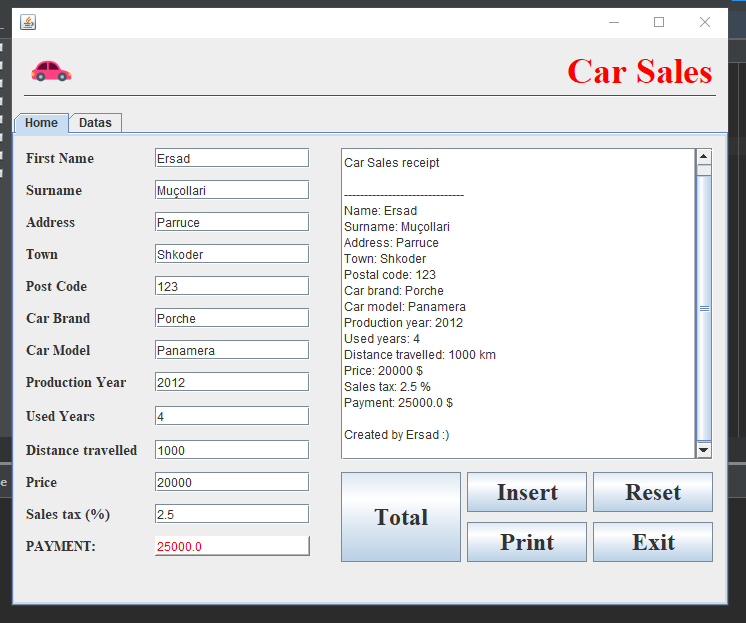 Car Sales
Home Datas
First Name Ersad
Surname Muçollari
Address Parruce
Town Shkoder
Post Code 123
Car Brand Porche
Car Model Panamera
Production Year 2012
Used Years 4
Distance travelled 1000
Price 20000
Sales tax (%) 2.5
PAYMENT: 25000.0
Car Sales receipt
------------------------------
Name: Ersad
Surname: Muçollari
Address: Parruce
Town: Shkoder
Postal code: 123
Car brand: Porche
Car model: Panamera
Production year: 2012
Used years: 4
Distance travelled: 1000 km
Price: 20000 $
Sales tax: 2.5 %
Payment: 25000.0 $
Created by Ersad :)
Total
Insert Reset
Print Exit